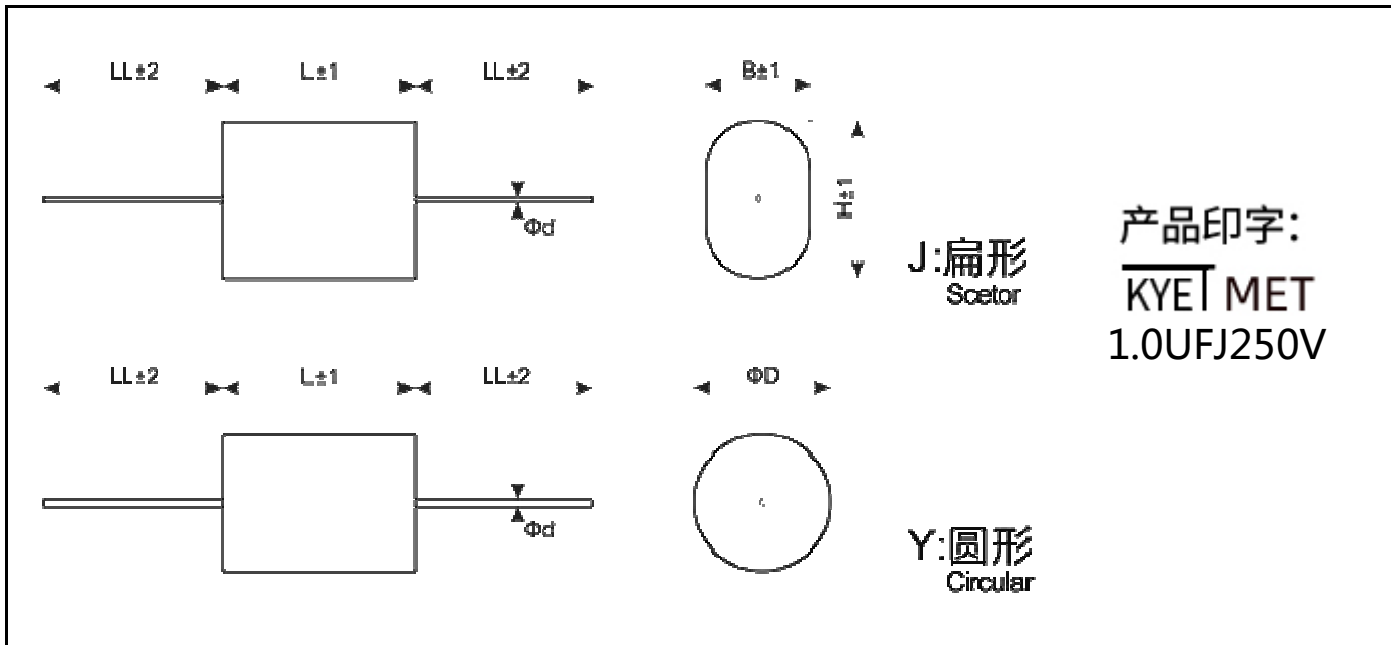 LL±2 L±1 LL±2 B±1
H±1
Φd
J:扁形
Scetor
产品印字:
KYET MET
1.0UFJ250V
LL±2 L±1 LL±2 ΦD
Φd
Y:圆形
Circular